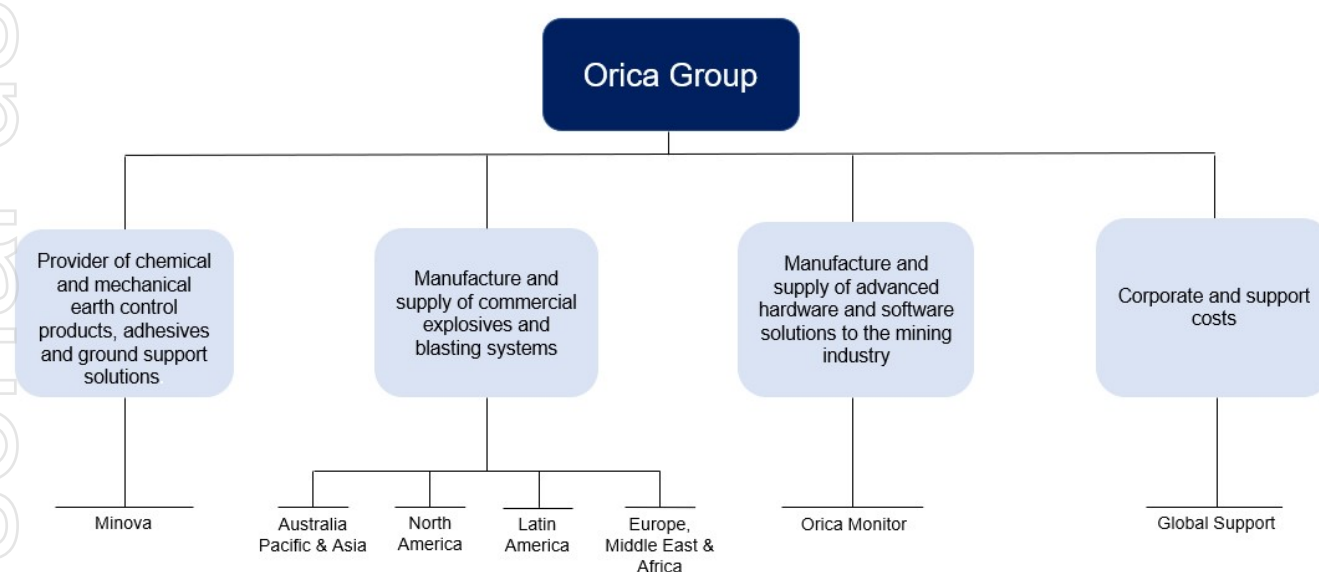 Orica Group
Provider of chemical
and mechanical
earth control
products, adhesives
and ground support
solutions
Manufacture and
supply of commercial
explosives and
blasting systems
Manufacture and
supply of advanced
hardware and software
solutions to the mining
industry
Corporate and support
costs
Minova
Australia
Pacific & Asia
North
America
Latin
America
Europe,
Middle East &
Africa
Orica Monitor
Global Support